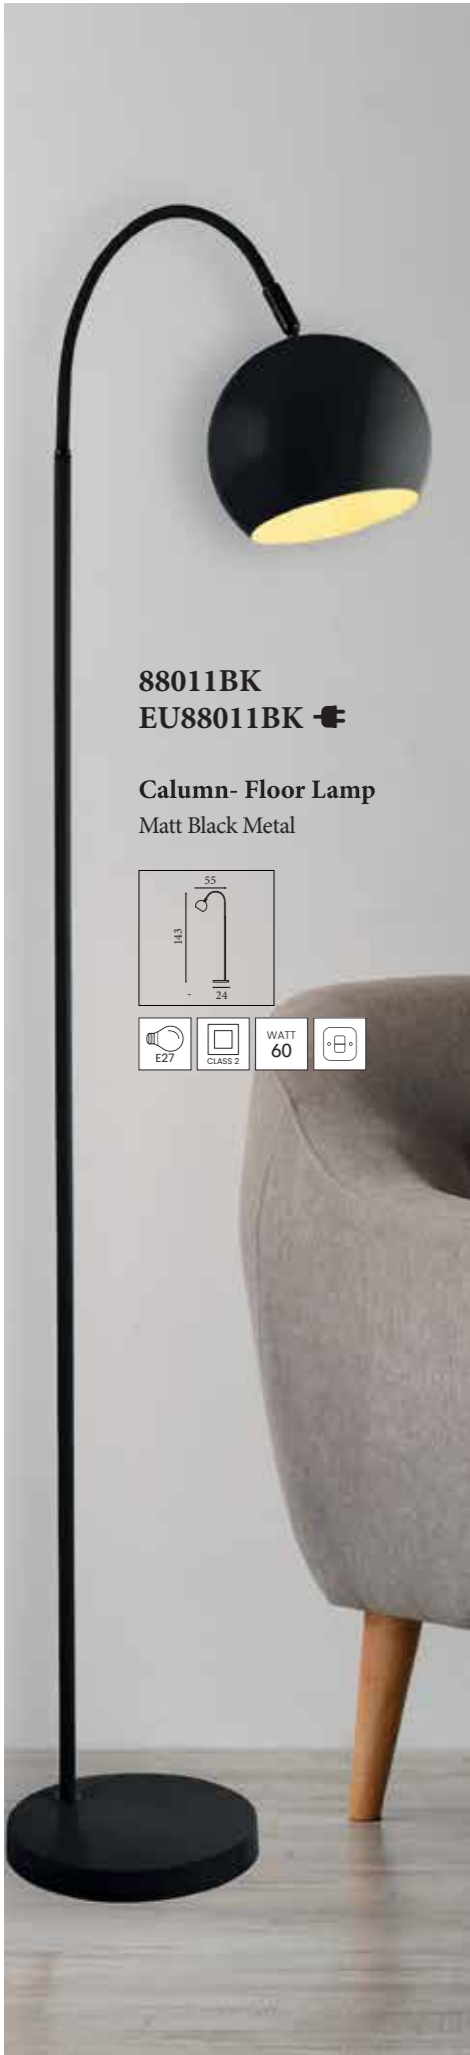 88011BK
EU88011BK
Calumn- Floor Lamp
Matt Black Metal
55
143
- 24
E27
CLASS 2
WATT
60